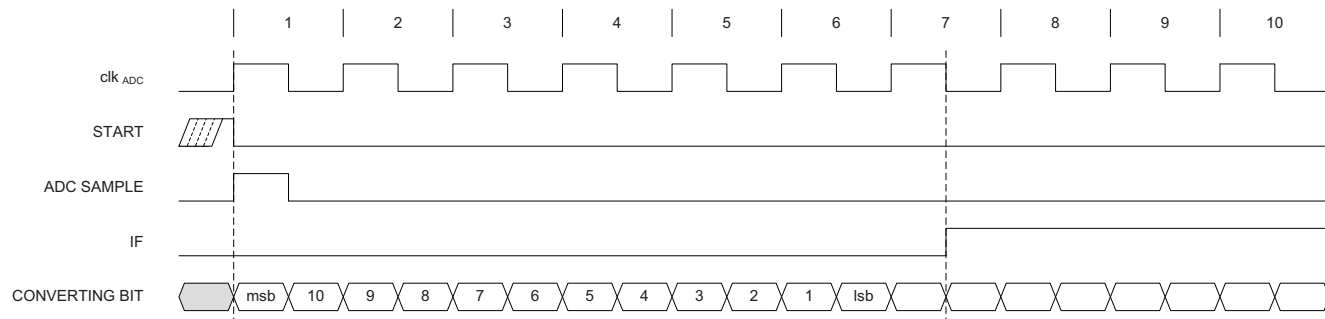 1 2 3 4 5 6 7 8 9 10
clk ADC
START
ADC SAMPLE
IF
CONVERTING BIT msb 10 9 8 7 6 5 4 3 2 1 lsb